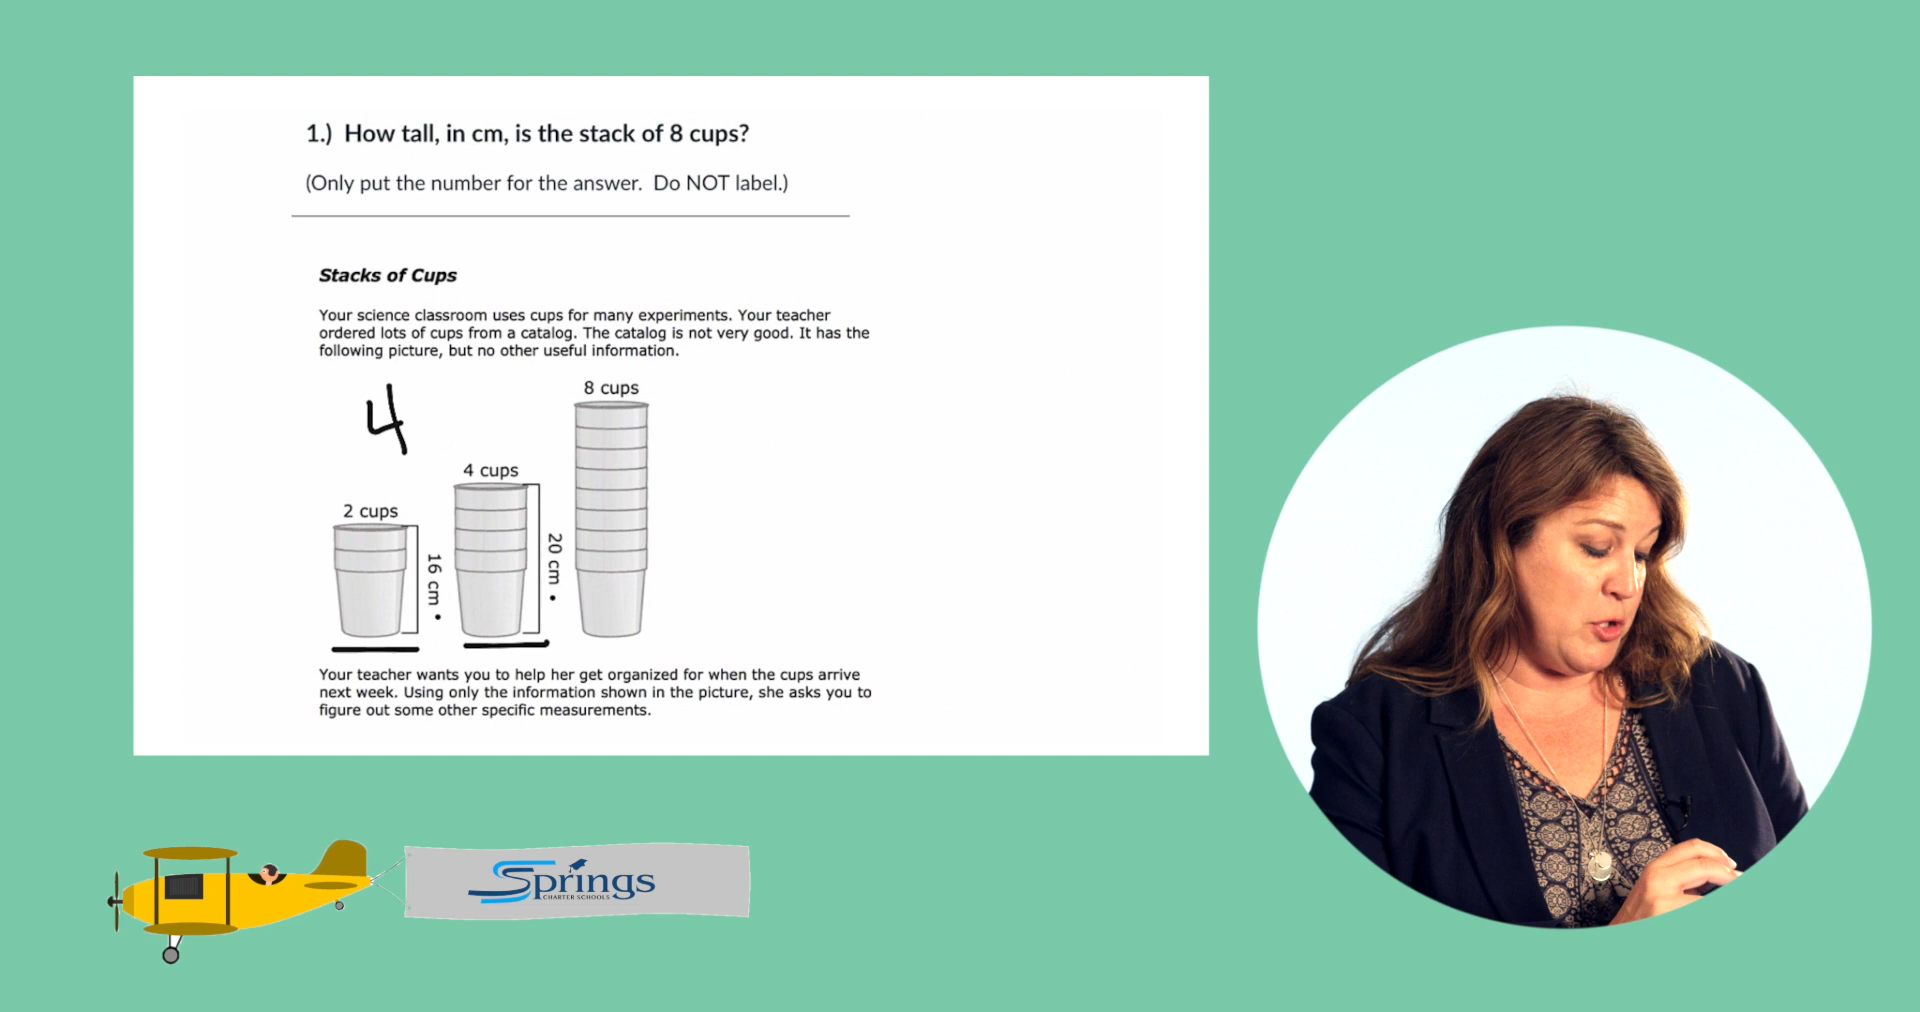 1.) How tall, in cm, is the stack of 8 cups?
(Only put the number for the answer. Do NOT label.)
Stacks of Cups
Your science classroom uses cups for many experiments. Your teacher
ordered lots of cups from a catalog. The catalog is not very good. It has the
following picture, but no other useful information.
4
2 cups
16 cm
4 cups
20 cm
8 cups
Your teacher wants you to help her get organized for when the cups arrive
next week. Using only the information shown in the picture, she asks you to
figure out some other specific measurements.
Springs
CHARTER SCHOOLS